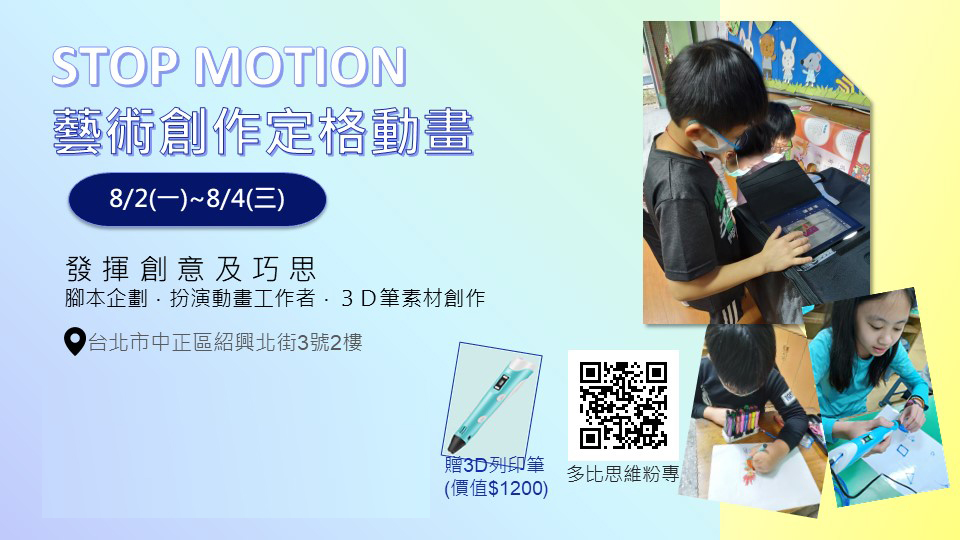 STOP MOTION
藝術創作定格動畫
8/2(一)~8/4(三)
發揮創意及巧思
腳本企劃．扮演動畫工作者．３Ｄ筆素材創作
台北市中正區紹興北街3號2樓
贈3D列印筆
(價值$1200)
多比思維粉專